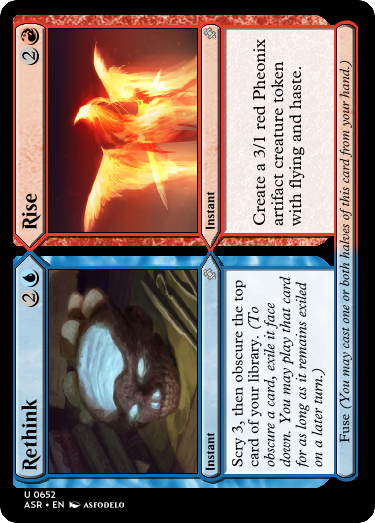 Rethink 2
Instant
Scry 3, then obscure the top
card of your library. (To
obscure a card, exile it face
down. You may play that card
for as long as it remains exiled
on a later turn.)
Rise 2
Instant
Create a 3/1 red Pheonix
artifact creature token
with flying and haste.
Fuse (You may cast one or both halves of this card from your hand.)
U 0652
ASR • EN ASFODELO